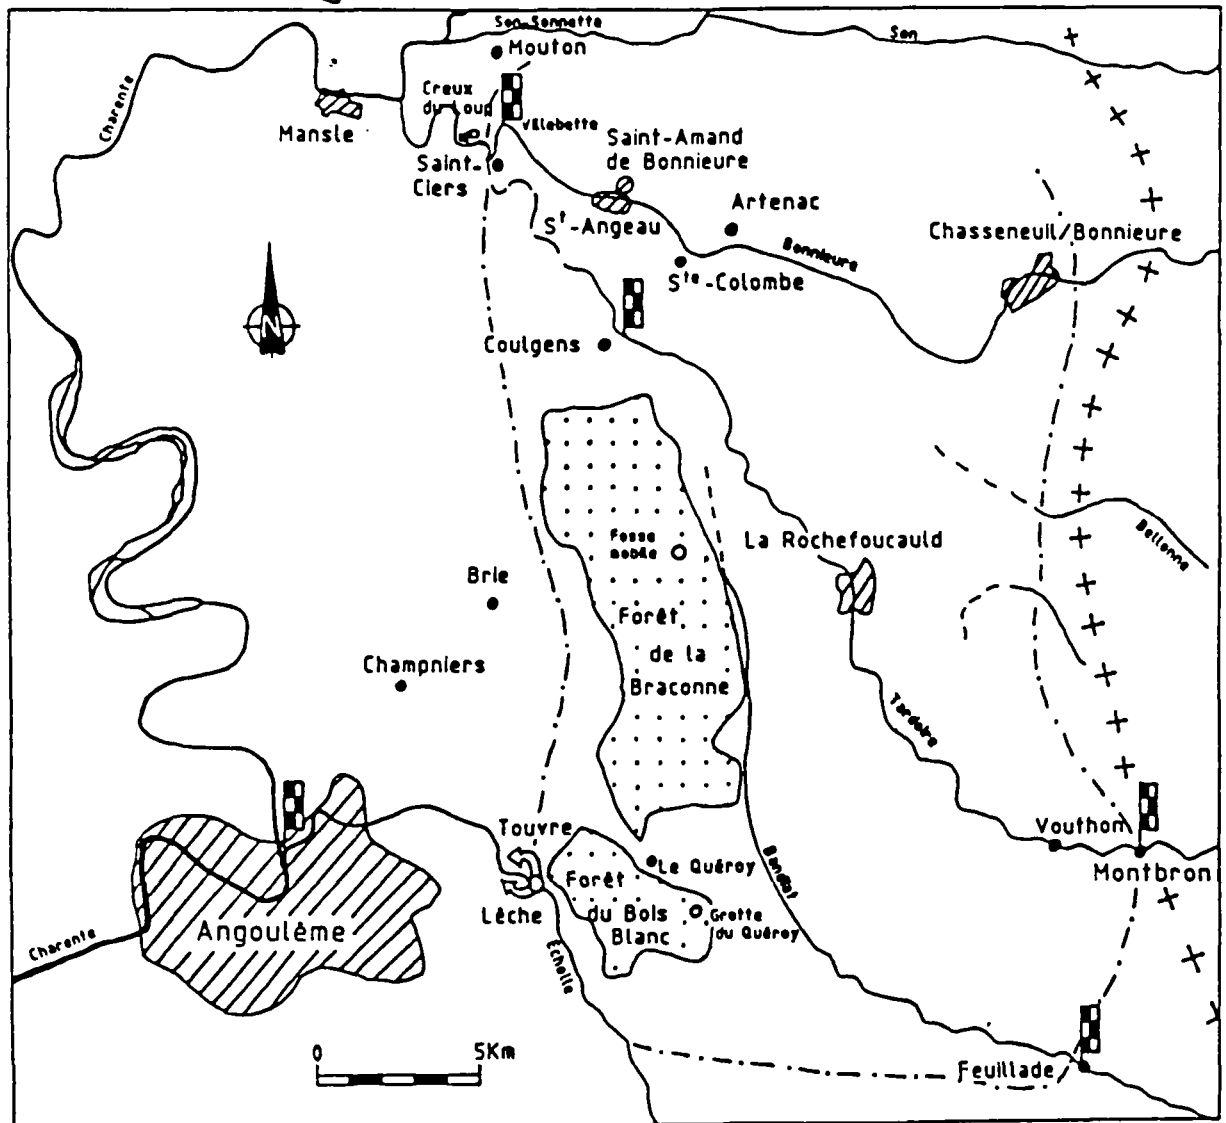 Son-Sonnette
Son
Mouton
Charente
Creux
du Loup
Vilebette
Mansle
Saint-Amand
de Bonnieure
Saint-
Ciers
Artenac
St-Angeau
Chasseneuil/Bonnieure
Bonnieure
Ste-Colombe
N
Coulgens
Bellonne
Fosse
mobile
La Rochefoucauld
Brie
Forêt
de la
Braconne
Champniers
Tardoire
Touvre
Vouthon
Le Quéroy
Montbron
Forêt
du Bois
Blanc
Bandiat
Lèche
Grotte
du Quéroy
Angoulême
Charente
Echelle
0 5Km
Feuillade